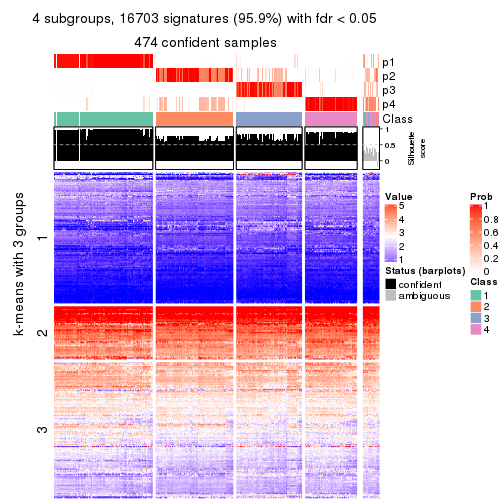 4 subgroups, 16703 signatures (95.9%) with fdr < 0.05
474 confident samples
p1
p2
p3
p4
Class
1
0.5
0
Silhouette
score
k-means with 3 groups
1
2
3
Value
5
4
3
2
1
Status (barplots)
confident
ambiguous
Prob
1
0.8
0.6
0.4
0.2
0
Class
1
2
3
4